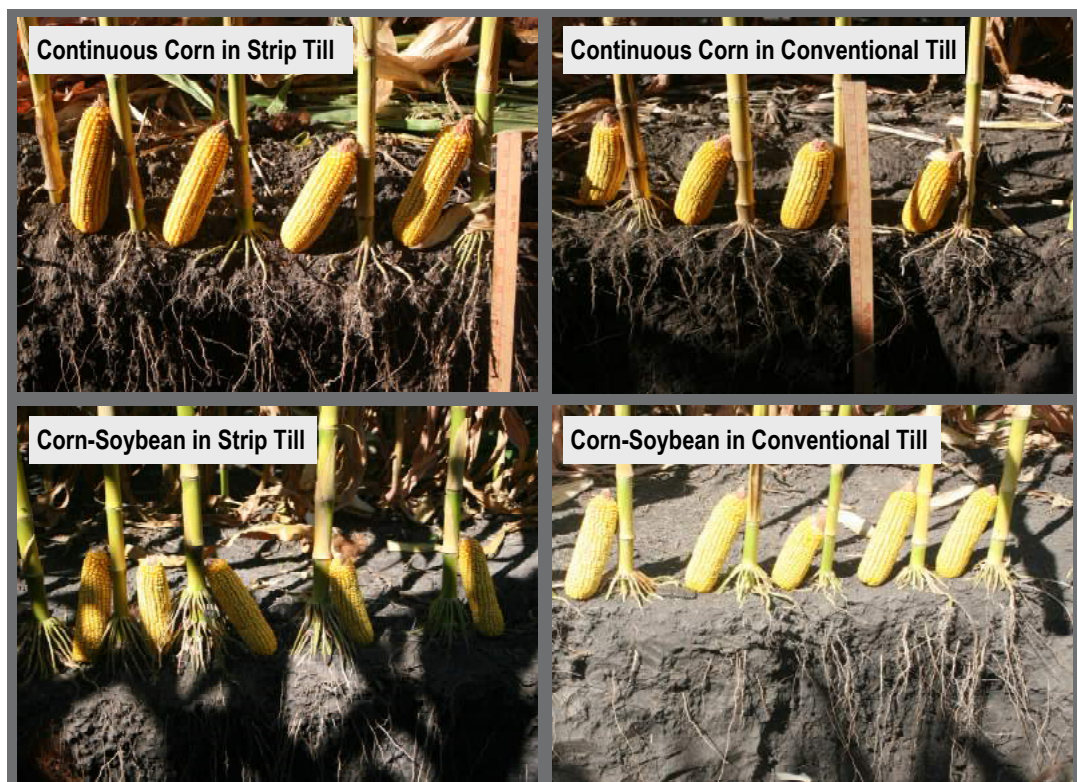 Continuous Corn in Strip Till
Continuous Corn in Conventional Till
Corn-Soybean in Strip Till
Corn-Soybean in Conventional Till